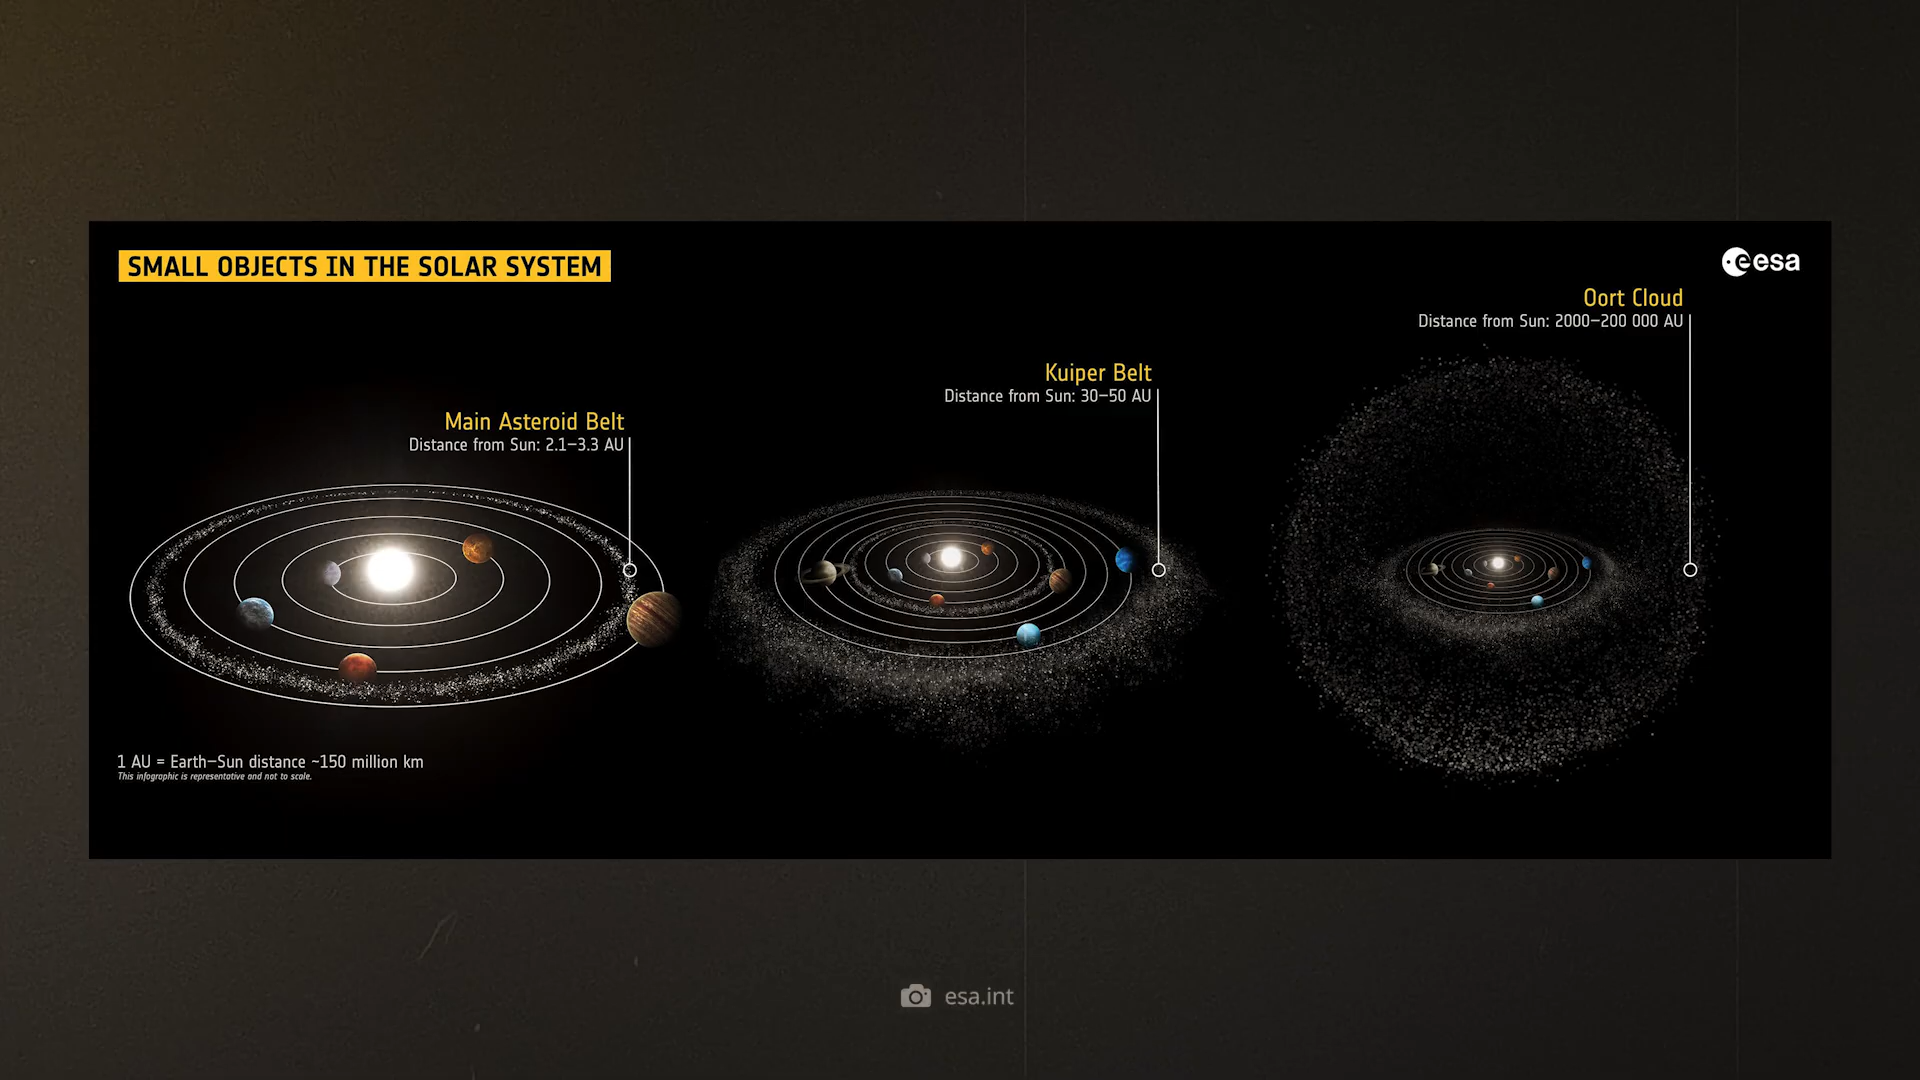 SMALL OBJECTS IN THE SOLAR SYSTEM
esa
Oort Cloud
Distance from Sun: 2000–200 000 AU
Kuiper Belt
Distance from Sun: 30–50 AU
Main Asteroid Belt
Distance from Sun: 2.1–3.3 AU
1 AU = Earth–Sun distance ~150 million km
This infographic is representative and not to scale.
esa.int